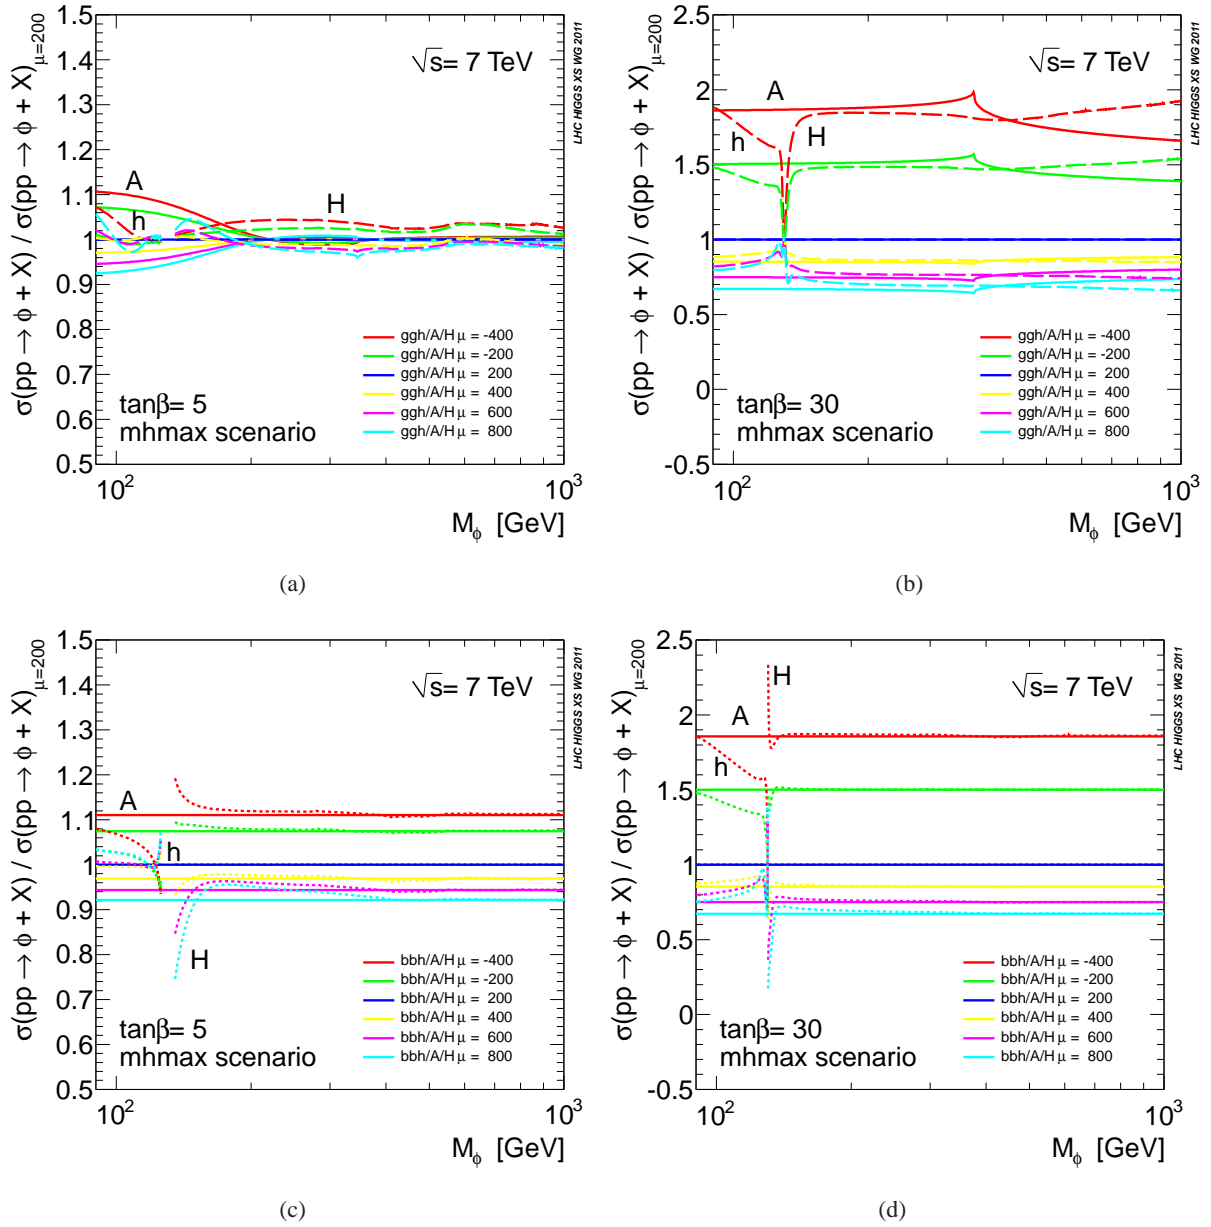 σ(pp → ϕ + X) / σ(pp → ϕ + X)μ=200
1.5
1.4
1.3
1.2
1.1
1
0.9
0.8
0.7
0.6
0.5
√s= 7 TeV
LHC HIGGS XS WG 2011
A
h
H
ggh/A/H μ = -400
ggh/A/H μ = -200
ggh/A/H μ = 200
ggh/A/H μ = 400
ggh/A/H μ = 600
ggh/A/H μ = 800
tanβ= 5
mhmax scenario
10²
10³
Mϕ [GeV]
(a)
σ(pp → ϕ + X) / σ(pp → ϕ + X)μ=200
2.5
2
1.5
1
0.5
0
-0.5
√s= 7 TeV
LHC HIGGS XS WG 2011
A
h
H
ggh/A/H μ = -400
ggh/A/H μ = -200
ggh/A/H μ = 200
ggh/A/H μ = 400
ggh/A/H μ = 600
ggh/A/H μ = 800
tanβ= 30
mhmax scenario
10²
10³
Mϕ [GeV]
(b)
σ(pp → ϕ + X) / σ(pp → ϕ + X)μ=200
1.5
1.4
1.3
1.2
1.1
1
0.9
0.8
0.7
0.6
0.5
√s= 7 TeV
LHC HIGGS XS WG 2011
A
h
H
bbh/A/H μ = -400
bbh/A/H μ = -200
bbh/A/H μ = 200
bbh/A/H μ = 400
bbh/A/H μ = 600
bbh/A/H μ = 800
tanβ= 5
mhmax scenario
10²
10³
Mϕ [GeV]
(c)
σ(pp → ϕ + X) / σ(pp → ϕ + X)μ=200
2.5
2
1.5
1
0.5
0
-0.5
√s= 7 TeV
LHC HIGGS XS WG 2011
H
A
h
bbh/A/H μ = -400
bbh/A/H μ = -200
bbh/A/H μ = 200
bbh/A/H μ = 400
bbh/A/H μ = 600
bbh/A/H μ = 800
tanβ= 30
mhmax scenario
10²
10³
Mϕ [GeV]
(d)